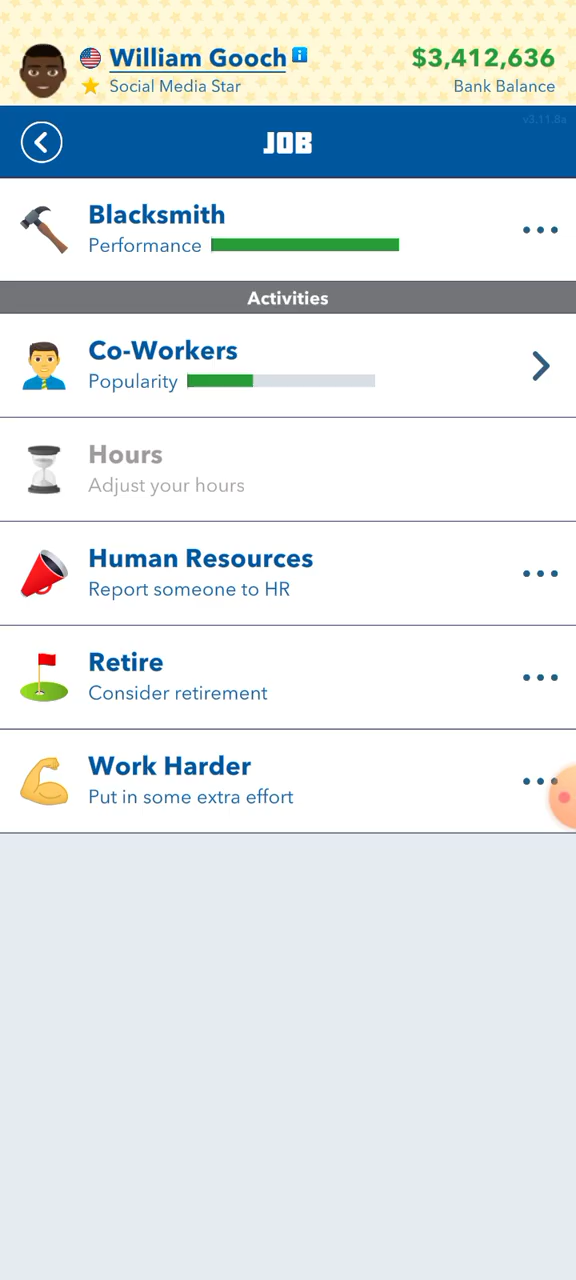 William Gooch
$3,412,636
Social Media Star
Bank Balance
v3.11.8a
JOB
Blacksmith
Performance
Activities
Co-Workers
Popularity
Hours
Adjust your hours
Human Resources
Report someone to HR
Retire
Consider retirement
Work Harder
Put in some extra effort